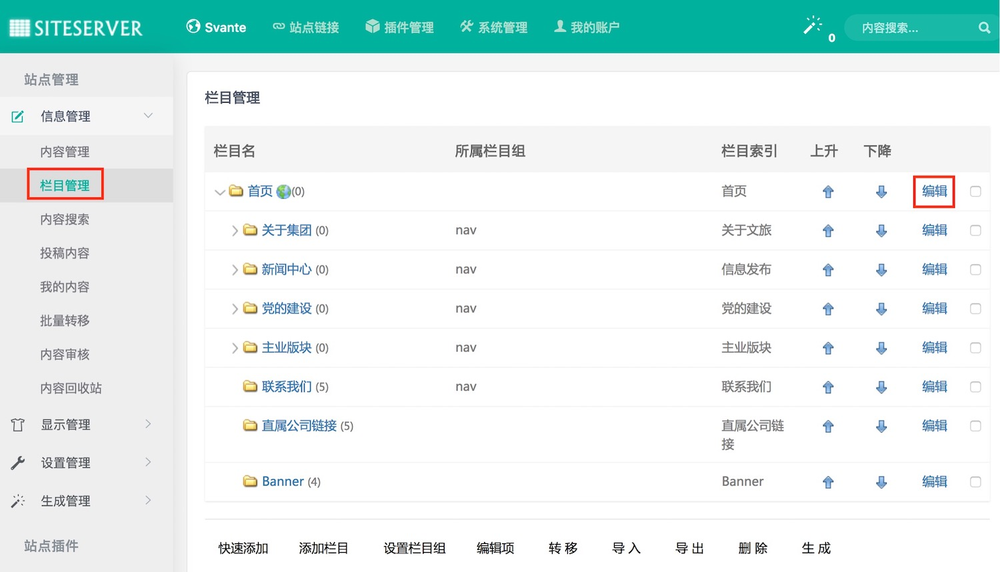 SITESERVER
Svante 站点链接 插件管理 系统管理 我的账户 0 内容搜索...
站点管理
信息管理
内容管理
栏目管理
内容搜索
投稿内容
我的内容
批量转移
内容审核
内容回收站
显示管理
设置管理
生成管理
站点插件
栏目管理
栏目名 所属栏目组 栏目索引 上升 下降
首页 (0) 首页 编辑
关于集团 (0) nav 关于文旅 编辑
新闻中心 (0) nav 信息发布 编辑
党的建设 (0) nav 党的建设 编辑
主业版块 (0) nav 主业版块 编辑
联系我们 (5) nav 联系我们 编辑
直属公司链接 (5) 直属公司链 编辑
接
Banner (4) Banner 编辑
快速添加 添加栏目 设置栏目组 编辑项 转 移 导 入 导 出 删 除 生 成